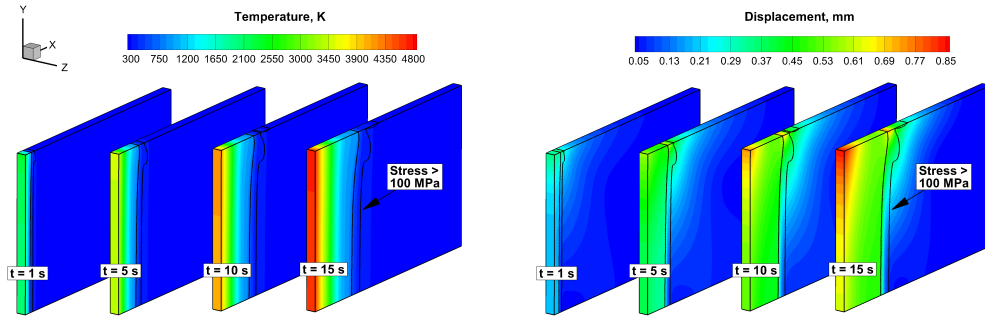 Y
X
Z
Temperature, K
300 750 1200 1650 2100 2550 3000 3450 3900 4350 4800
Stress >
100 MPa
t = 1 s
t = 5 s
t = 10 s
t = 15 s
Displacement, mm
0.05 0.13 0.21 0.29 0.37 0.45 0.53 0.61 0.69 0.77 0.85
Stress >
100 MPa
t = 1 s
t = 5 s
t = 10 s
t = 15 s